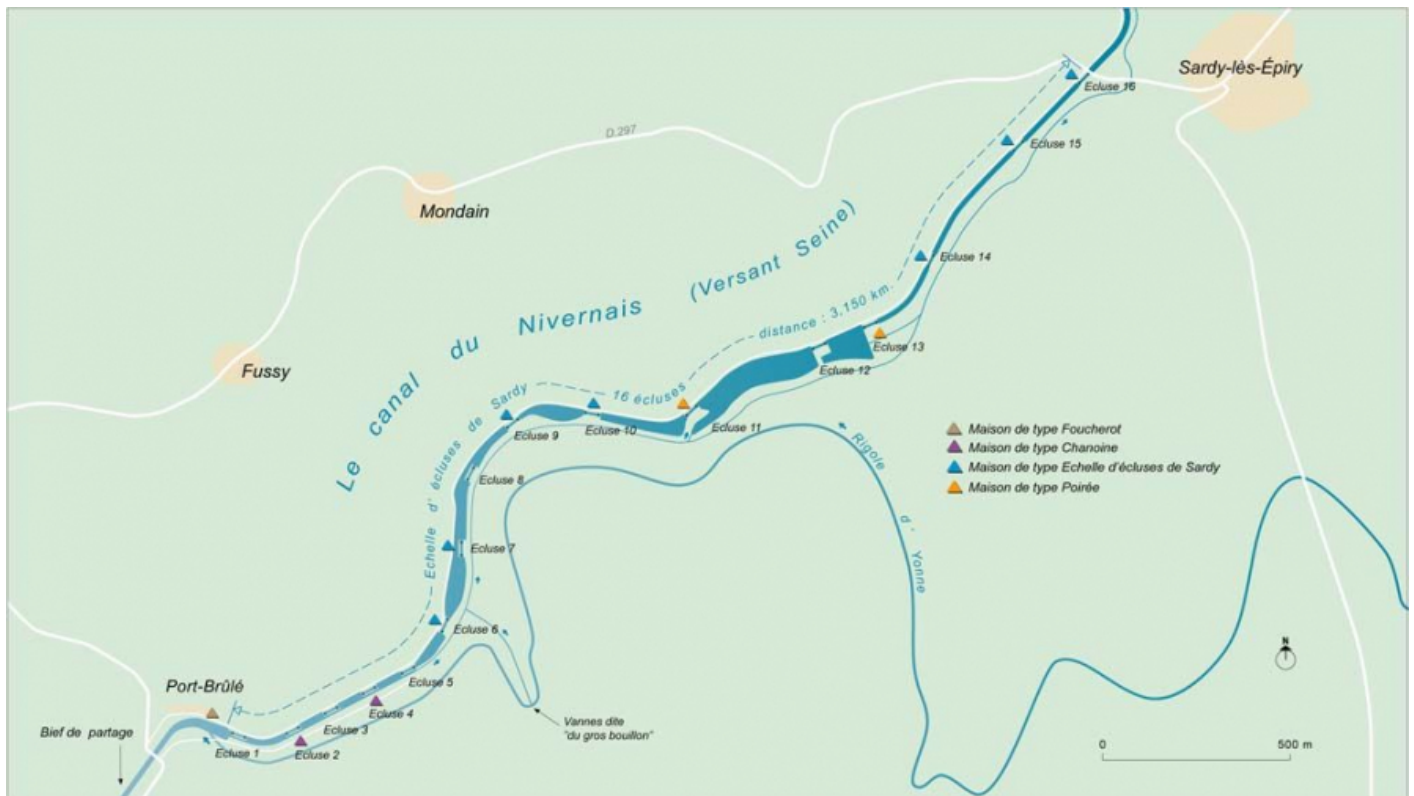 Sardy-lès-Épiry
Ecluse 16
D.297
Ecluse 15
Mondain
Le canal du Nivernais (Versant Seine)
Ecluse 14
distance : 3,150 km.
Ecluse 13
Fussy
Ecluse 12
16 écluses
Echelle d' écluses de Sardy
Ecluse 11
Ecluse 10
Ecluse 9
Maison de type Foucherot
Maison de type Chanoine
Maison de type Echelle d'écluses de Sardy
Maison de type Poirée
Rigole d' Yonne
Ecluse 8
Ecluse 7
Ecluse 6
Ecluse 5
Port-Brûlé
Ecluse 4
Ecluse 3
Ecluse 2
Ecluse 1
Bief de partage
Vannes dite
"du gros bouillon"
N
0 500 m